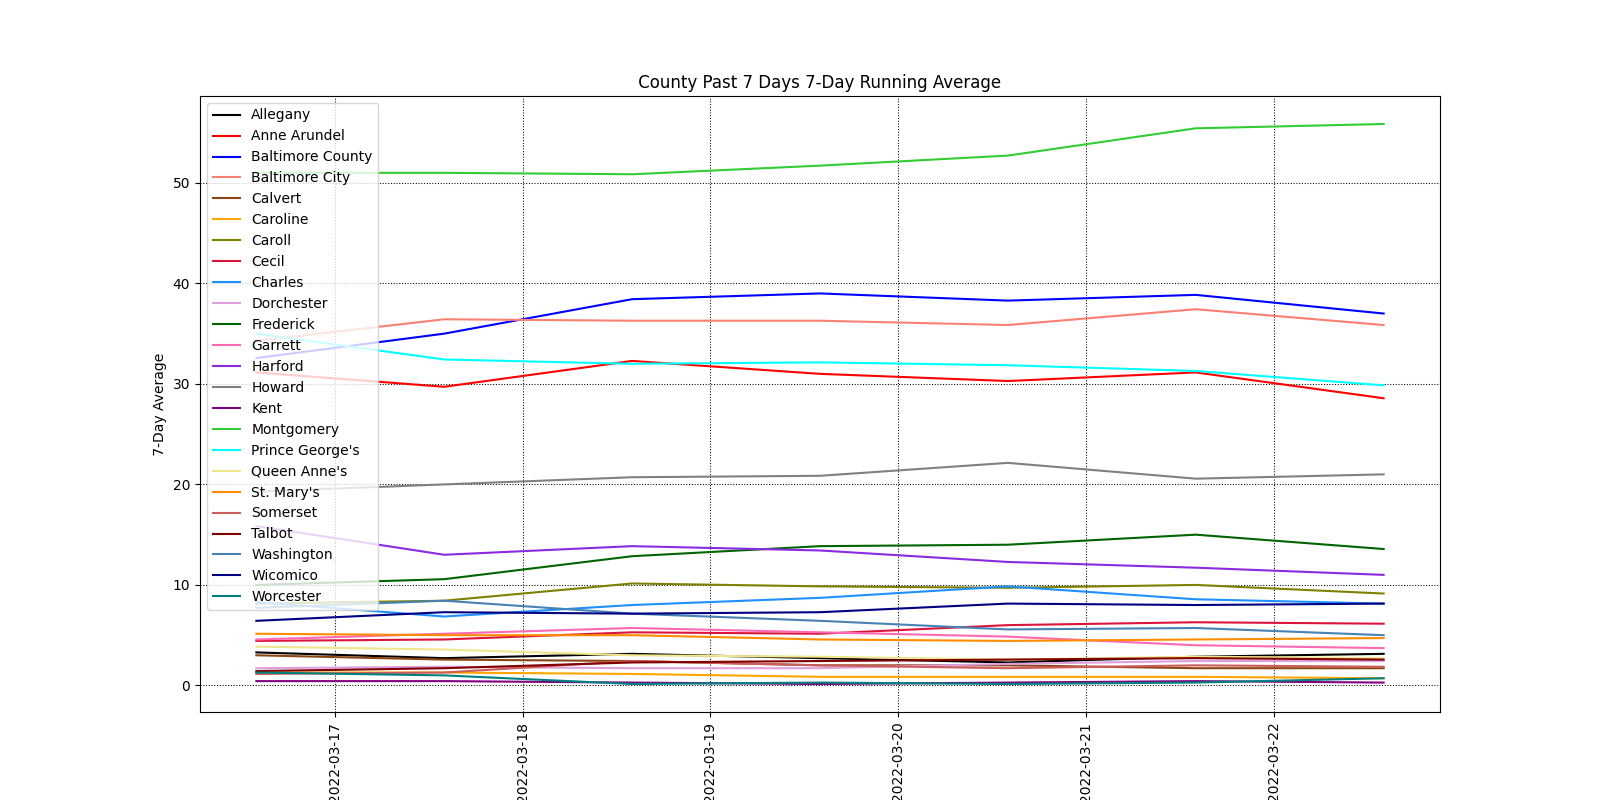 County Past 7 Days 7-Day Running Average
7-Day Average
50
40
30
20
10
0
Allegany
Anne Arundel
Baltimore County
Baltimore City
Calvert
Caroline
Caroll
Cecil
Charles
Dorchester
Frederick
Garrett
Harford
Howard
Kent
Montgomery
Prince George's
Queen Anne's
St. Mary's
Somerset
Talbot
Washington
Wicomico
Worcester
2022-03-17
2022-03-18
2022-03-19
2022-03-20
2022-03-21
2022-03-22